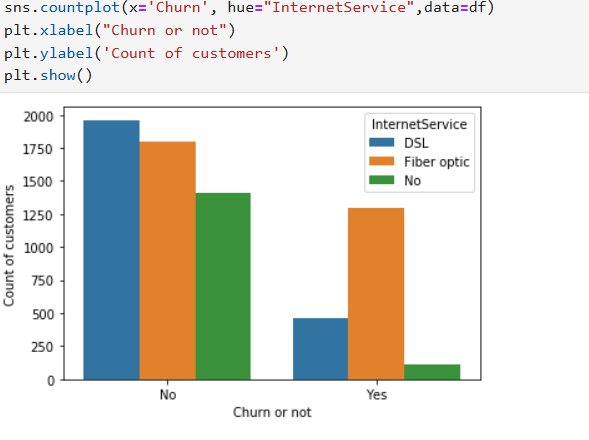 sns.countplot(x='Churn', hue="InternetService",data=df)
plt.xlabel("Churn or not")
plt.ylabel('Count of customers')
plt.show()
2000
1750
1500
1250
1000
750
500
250
0
Count of customers
InternetService
DSL
Fiber optic
No
No Yes
Churn or not